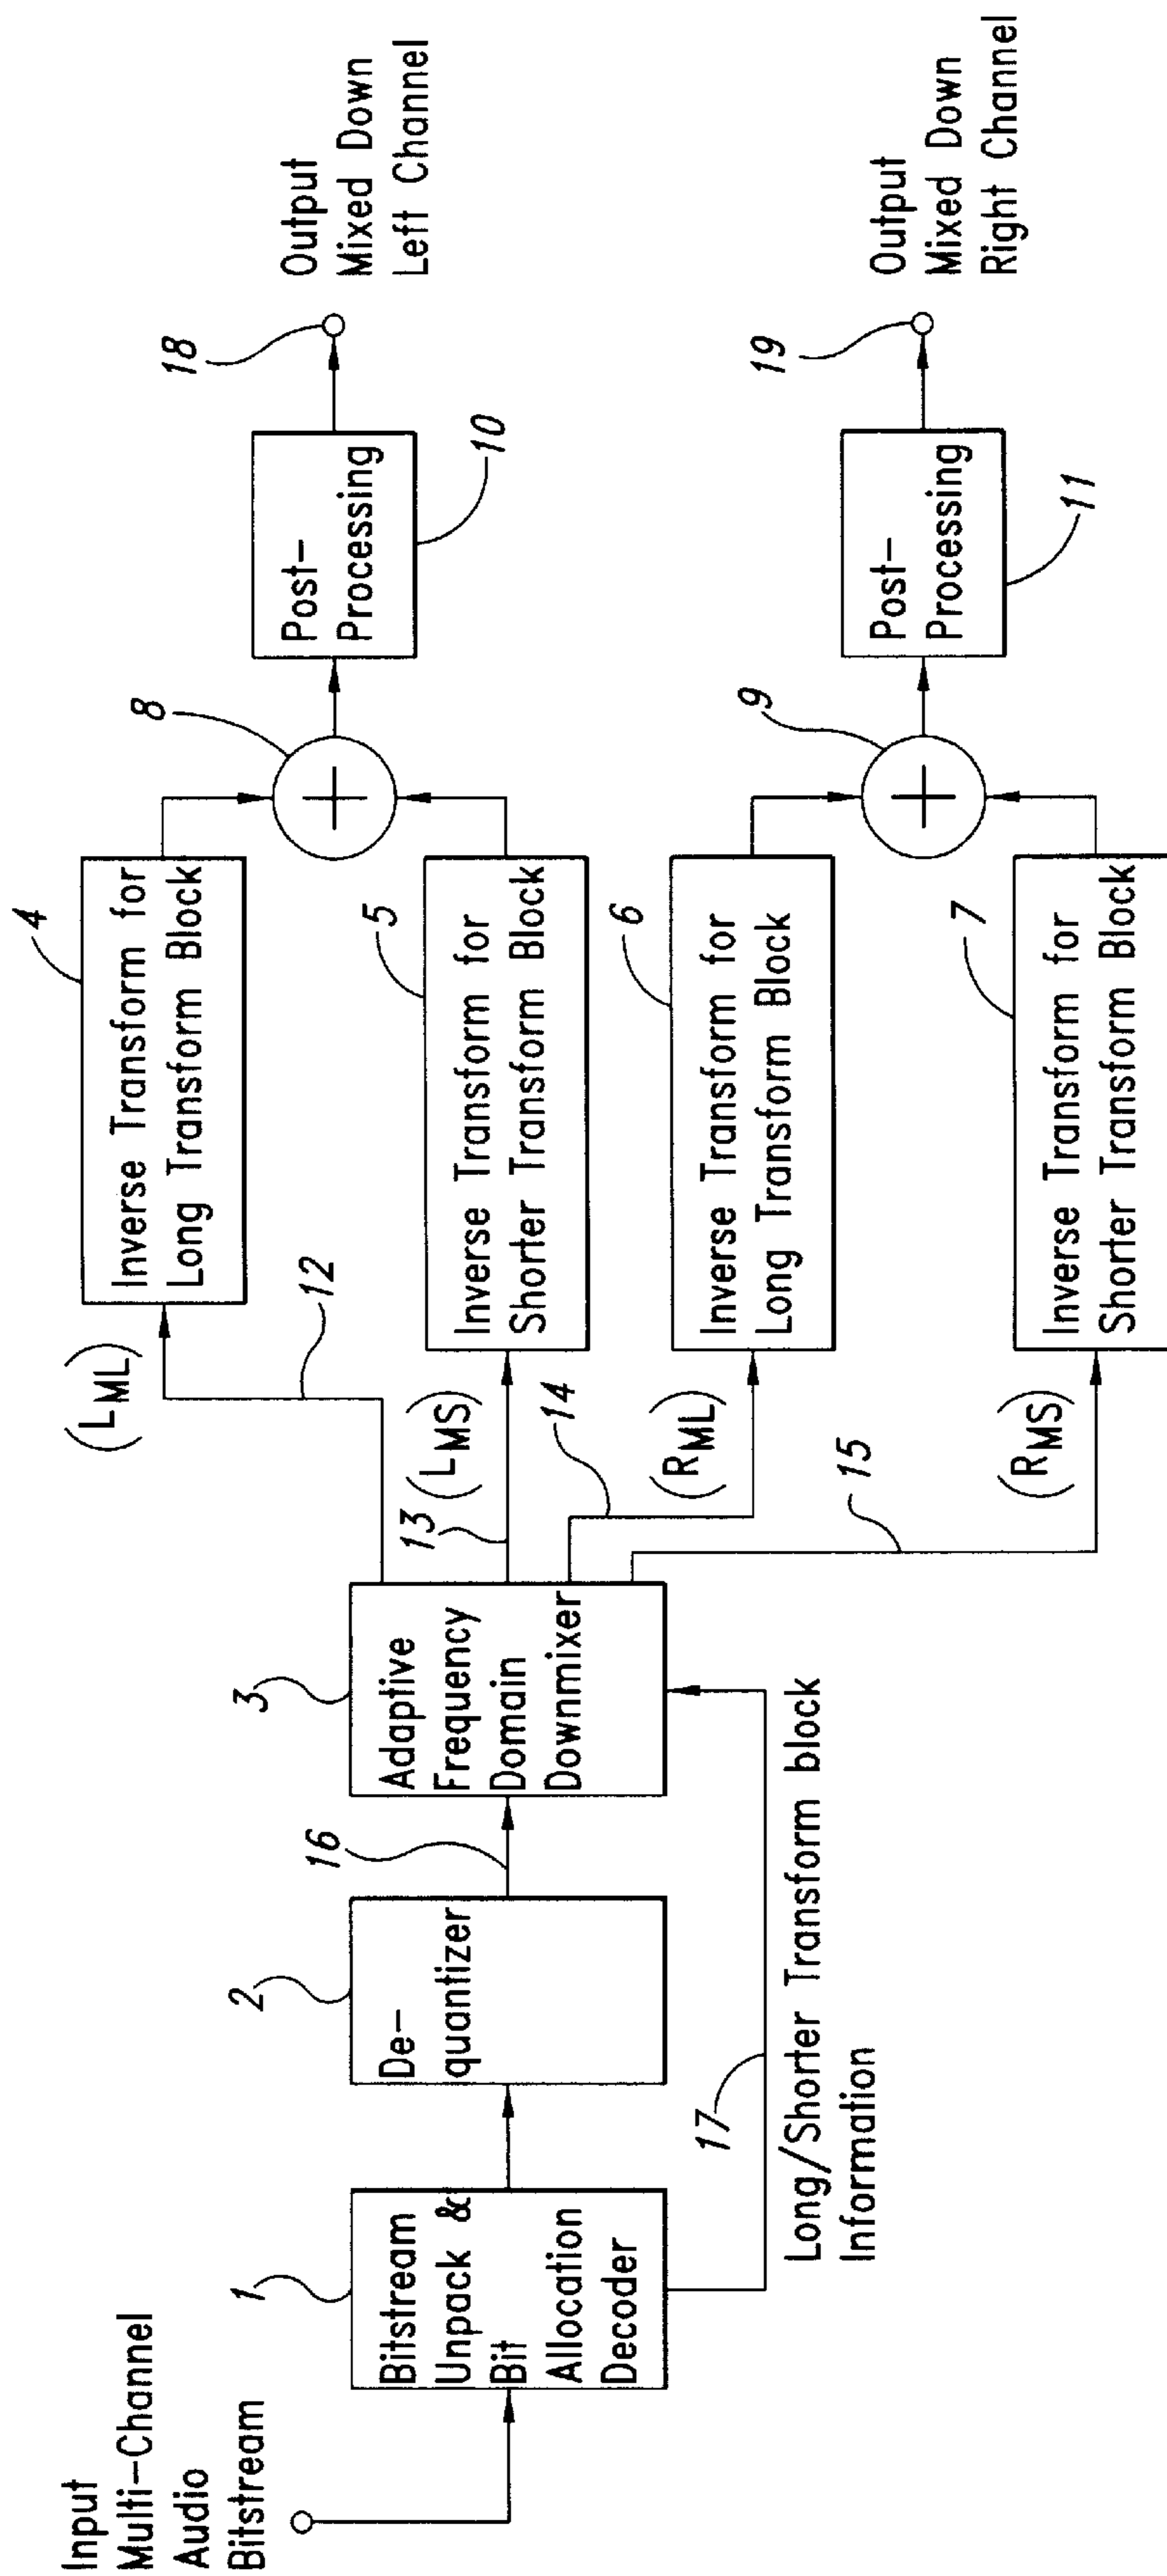 Input
Multi-Channel
Audio
Bitstream
1
Bitstream
Unpack &
Bit
Allocation
Decoder
2
De-
quantizer
16
3
Adaptive
Frequency
Domain
Downmixer
17
Long/Shorter Transform block
Information
(LML)
12
4
Inverse Transform for
Long Transform Block
13
(LMS)
5
Inverse Transform for
Shorter Transform Block
14
(RML)
6
Inverse Transform for
Long Transform Block
15
(RMS)
7
Inverse Transform for
Shorter Transform Block
8
+
Post-
Processing
10
18
Output
Mixed Down
Left Channel
9
+
Post-
Processing
11
19
Output
Mixed Down
Right Channel